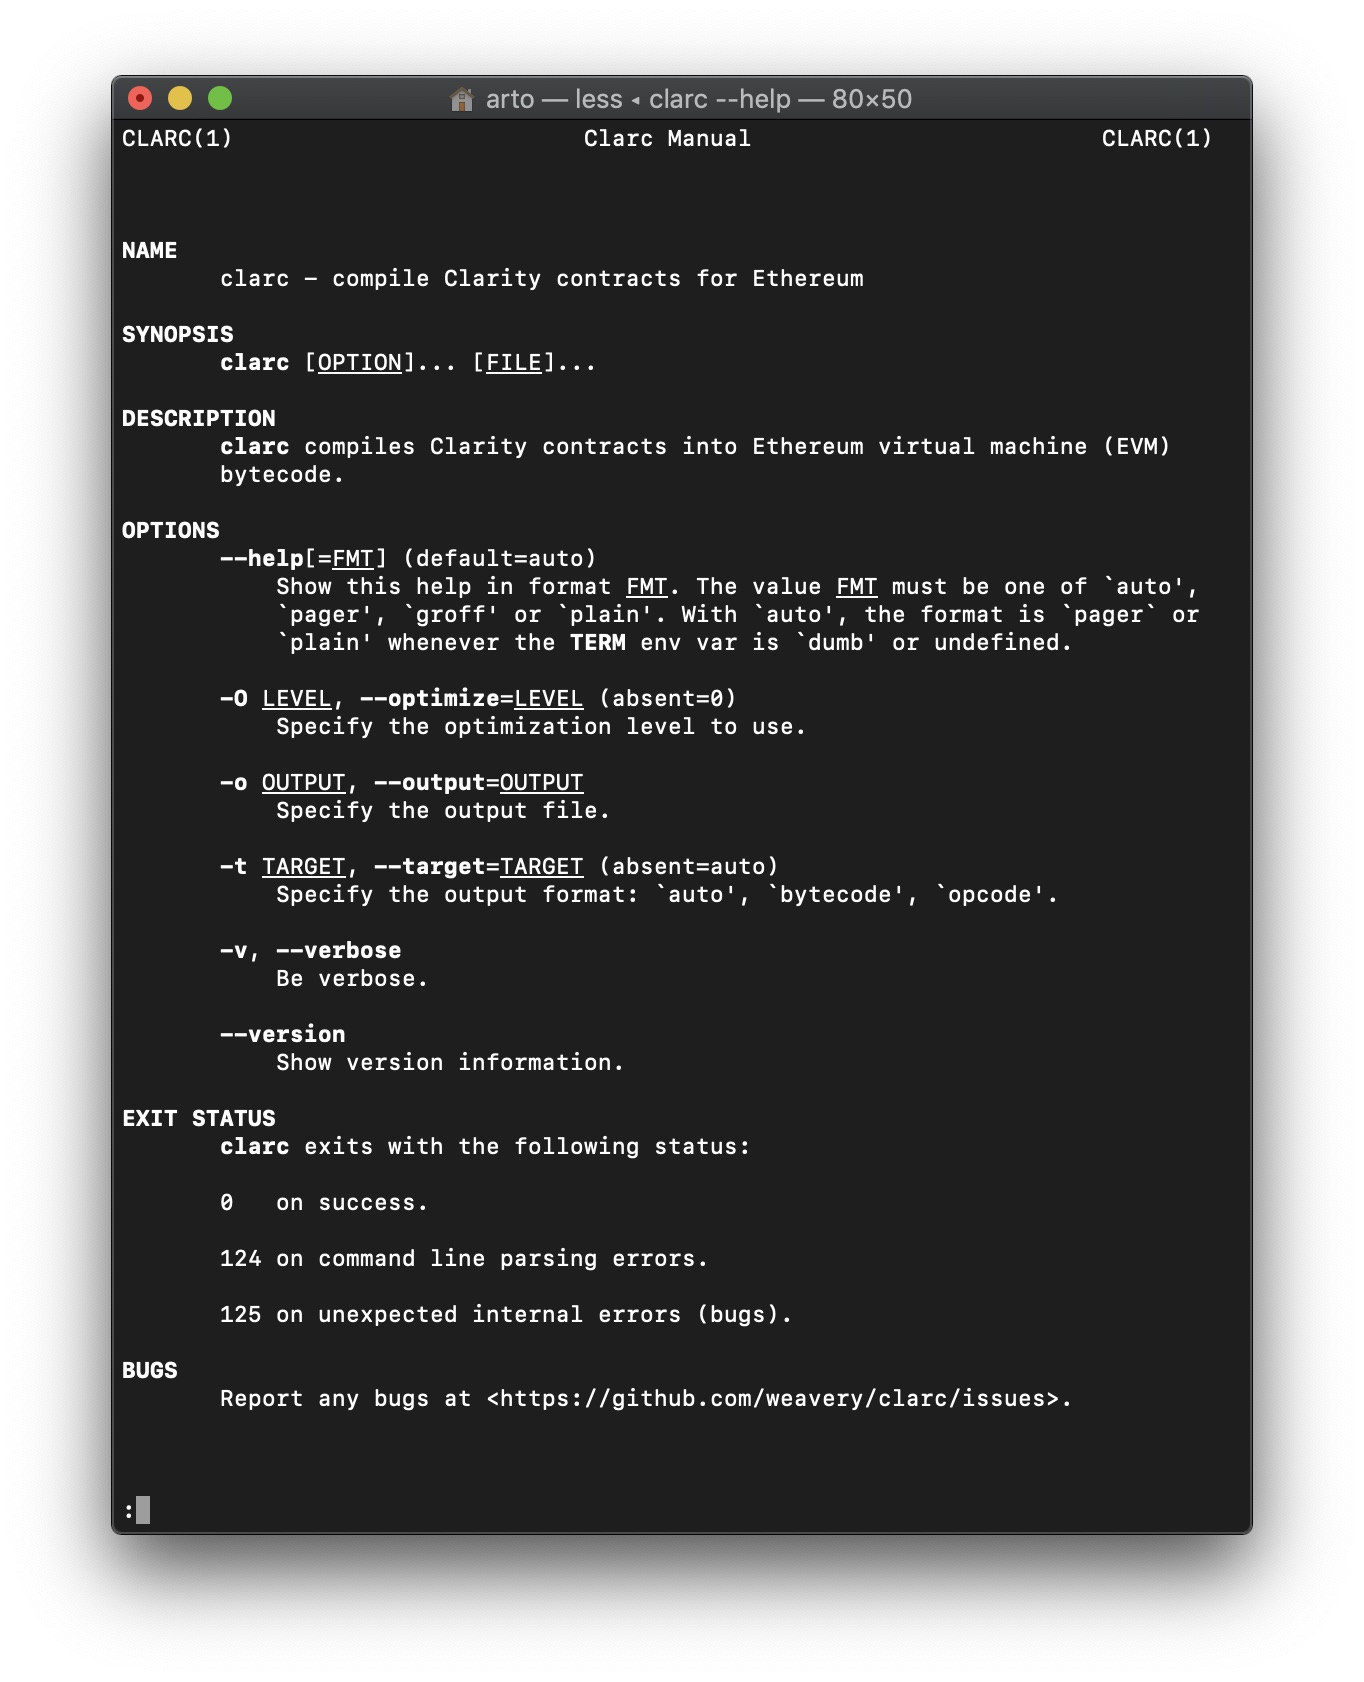 arto — less ◂ clarc --help — 80×50
CLARC(1) Clarc Manual CLARC(1)
NAME
clarc – compile Clarity contracts for Ethereum
SYNOPSIS
clarc [OPTION]... [FILE]...
DESCRIPTION
clarc compiles Clarity contracts into Ethereum virtual machine (EVM)
bytecode.
OPTIONS
--help[=FMT] (default=auto)
Show this help in format FMT. The value FMT must be one of `auto',
`pager', `groff' or `plain'. With `auto', the format is `pager` or
`plain' whenever the TERM env var is `dumb' or undefined.
-O LEVEL, --optimize=LEVEL (absent=0)
Specify the optimization level to use.
-o OUTPUT, --output=OUTPUT
Specify the output file.
-t TARGET, --target=TARGET (absent=auto)
Specify the output format: `auto', `bytecode', `opcode'.
-v, --verbose
Be verbose.
--version
Show version information.
EXIT STATUS
clarc exits with the following status:
0 on success.
124 on command line parsing errors.
125 on unexpected internal errors (bugs).
BUGS
Report any bugs at <https://github.com/weavery/clarc/issues>.
: